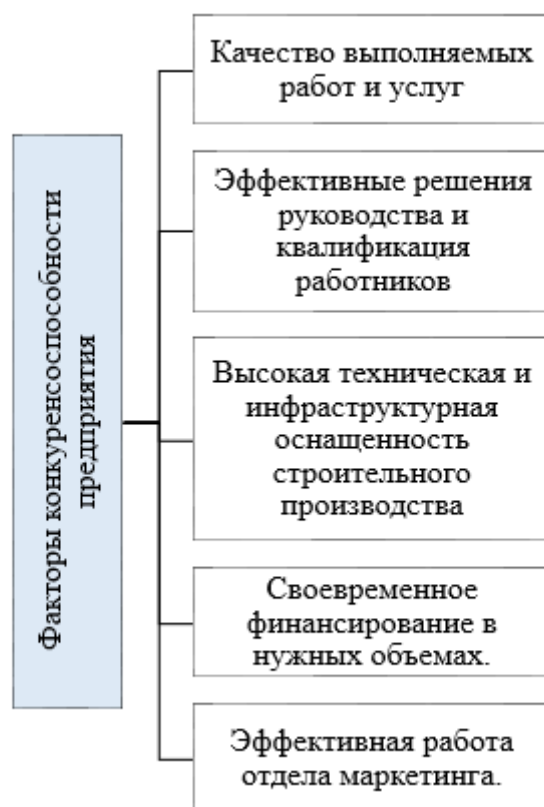 Факторы конкуренсоспособности
предприятия
Качество выполняемых
работ и услуг
Эффективные решения
руководства и
квалификация
работников
Высокая техническая и
инфраструктурная
оснащенность
строительного
производства
Своевременное
финансирование в
нужных объемах.
Эффективная работа
отдела маркетинга.